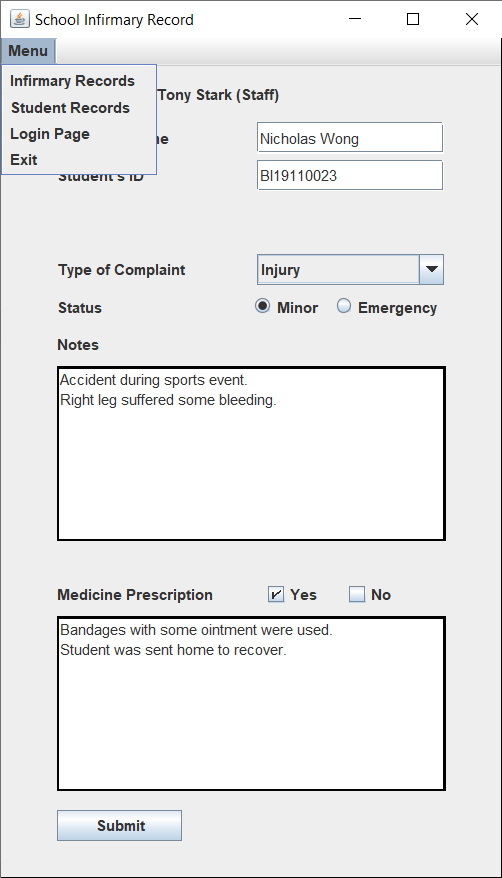 School Infirmary Record
Menu
Infirmary Records
Student Records
Login Page
Exit
Tony Stark (Staff)
Nicholas Wong
Student's ID BI19110023
Type of Complaint Injury
Status Minor Emergency
Notes
Accident during sports event.
Right leg suffered some bleeding.
Medicine Prescription Yes No
Bandages with some ointment were used.
Student was sent home to recover.
Submit